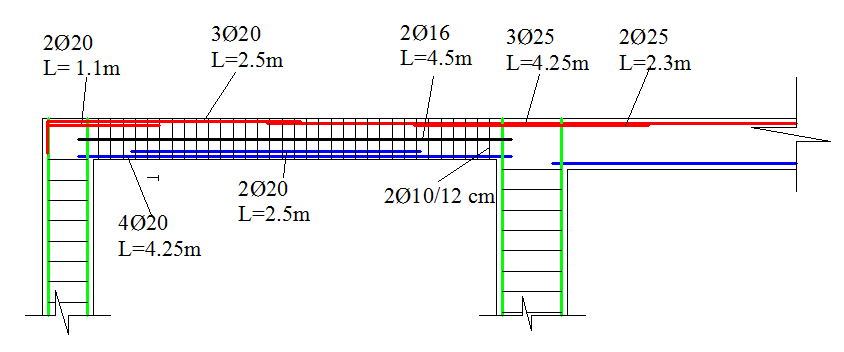 2Ø20
L= 1.1m
3Ø20
L=2.5m
2Ø16
L=4.5m
3Ø25
L=4.25m
2Ø25
L=2.3m
4Ø20
L=4.25m
2Ø20
L=2.5m
2Ø10/12 cm